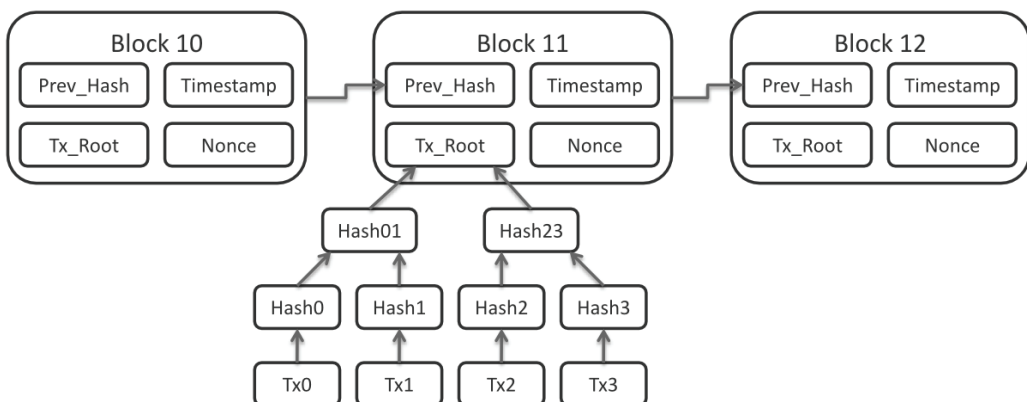 Block 10
Block 11
Block 12
Prev_Hash
Timestamp
Prev_Hash
Timestamp
Prev_Hash
Timestamp
Tx_Root
Nonce
Tx_Root
Nonce
Tx_Root
Nonce
Hash01
Hash23
Hash0
Hash1
Hash2
Hash3
Tx0
Tx1
Tx2
Tx3